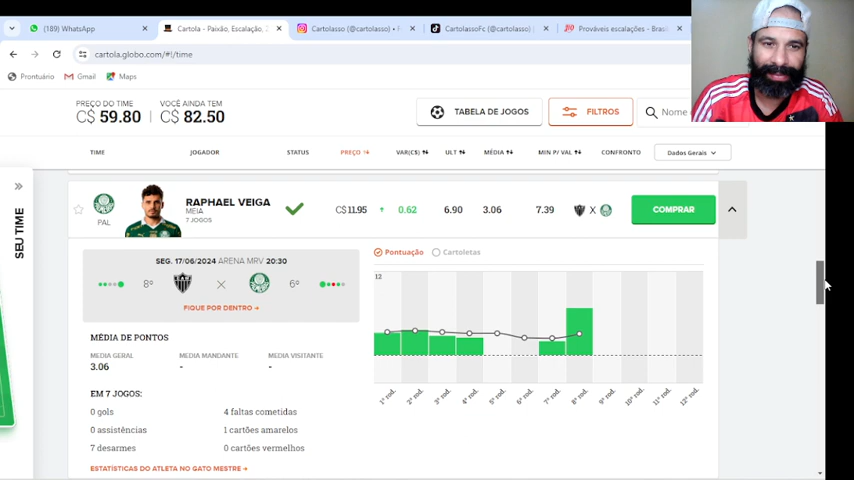 (189) WhatsApp
Cartola - Paixão, Escalação, Z
Cartolasso (@cartolasso) • F
CartolassoFc (@cartolasso)
Prováveis escalações - Brasil
cartola.globo.com/#!/time
Prontuário
Gmail
Maps
PREÇO DO TIME
VOCÊ AINDA TEM
C$ 59.80
C$ 82.50
TABELA DE JOGOS
FILTROS
Nome
TIME
JOGADOR
STATUS
PREÇO
VAR(C$)
ULT
MÉDIA
MIN P/ VAL
CONFRONTO
Dados Gerais
SEU TIME
PAL
RAPHAEL VEIGA
MEIA
7 JOGOS
C$ 11.95
0.62
6.90
3.06
7.39
X
COMPRAR
SEG. 17/06/2024 ARENA MRV 20:30
8º
6º
FIQUE POR DENTRO
Pontuação
Cartoletas
12
MÉDIA DE PONTOS
MEDIA GERAL
MEDIA MANDANTE
MEDIA VISITANTE
3.06
-
-
EM 7 JOGOS:
0 gols
4 faltas cometidas
0 assistências
1 cartões amarelos
7 desarmes
0 cartões vermelhos
ESTATÍSTICAS DO ATLETA NO GATO MESTRE
1ª rod.
2ª rod.
3ª rod.
4ª rod.
5ª rod.
6ª rod.
7ª rod.
8ª rod.
9ª rod.
10ª rod.
11ª rod.
12ª rod.